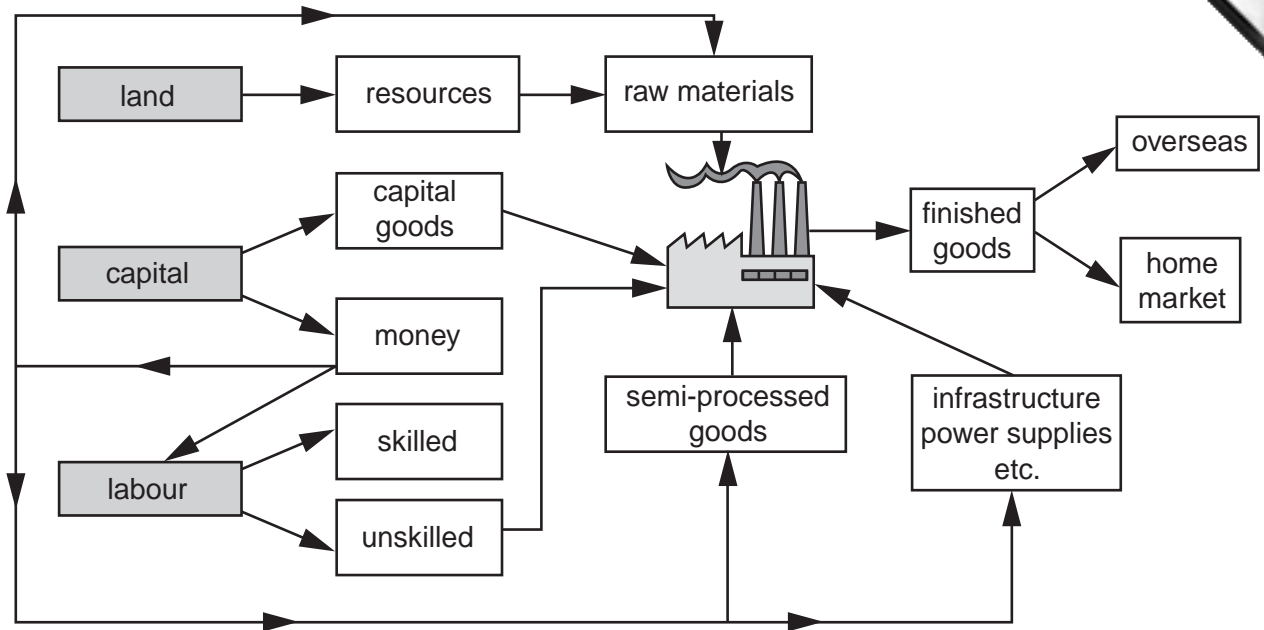 land
resources
raw materials
overseas
capital
goods
finished
goods
capital
home
market
money
semi-processed
goods
infrastructure
power supplies
etc.
skilled
labour
unskilled